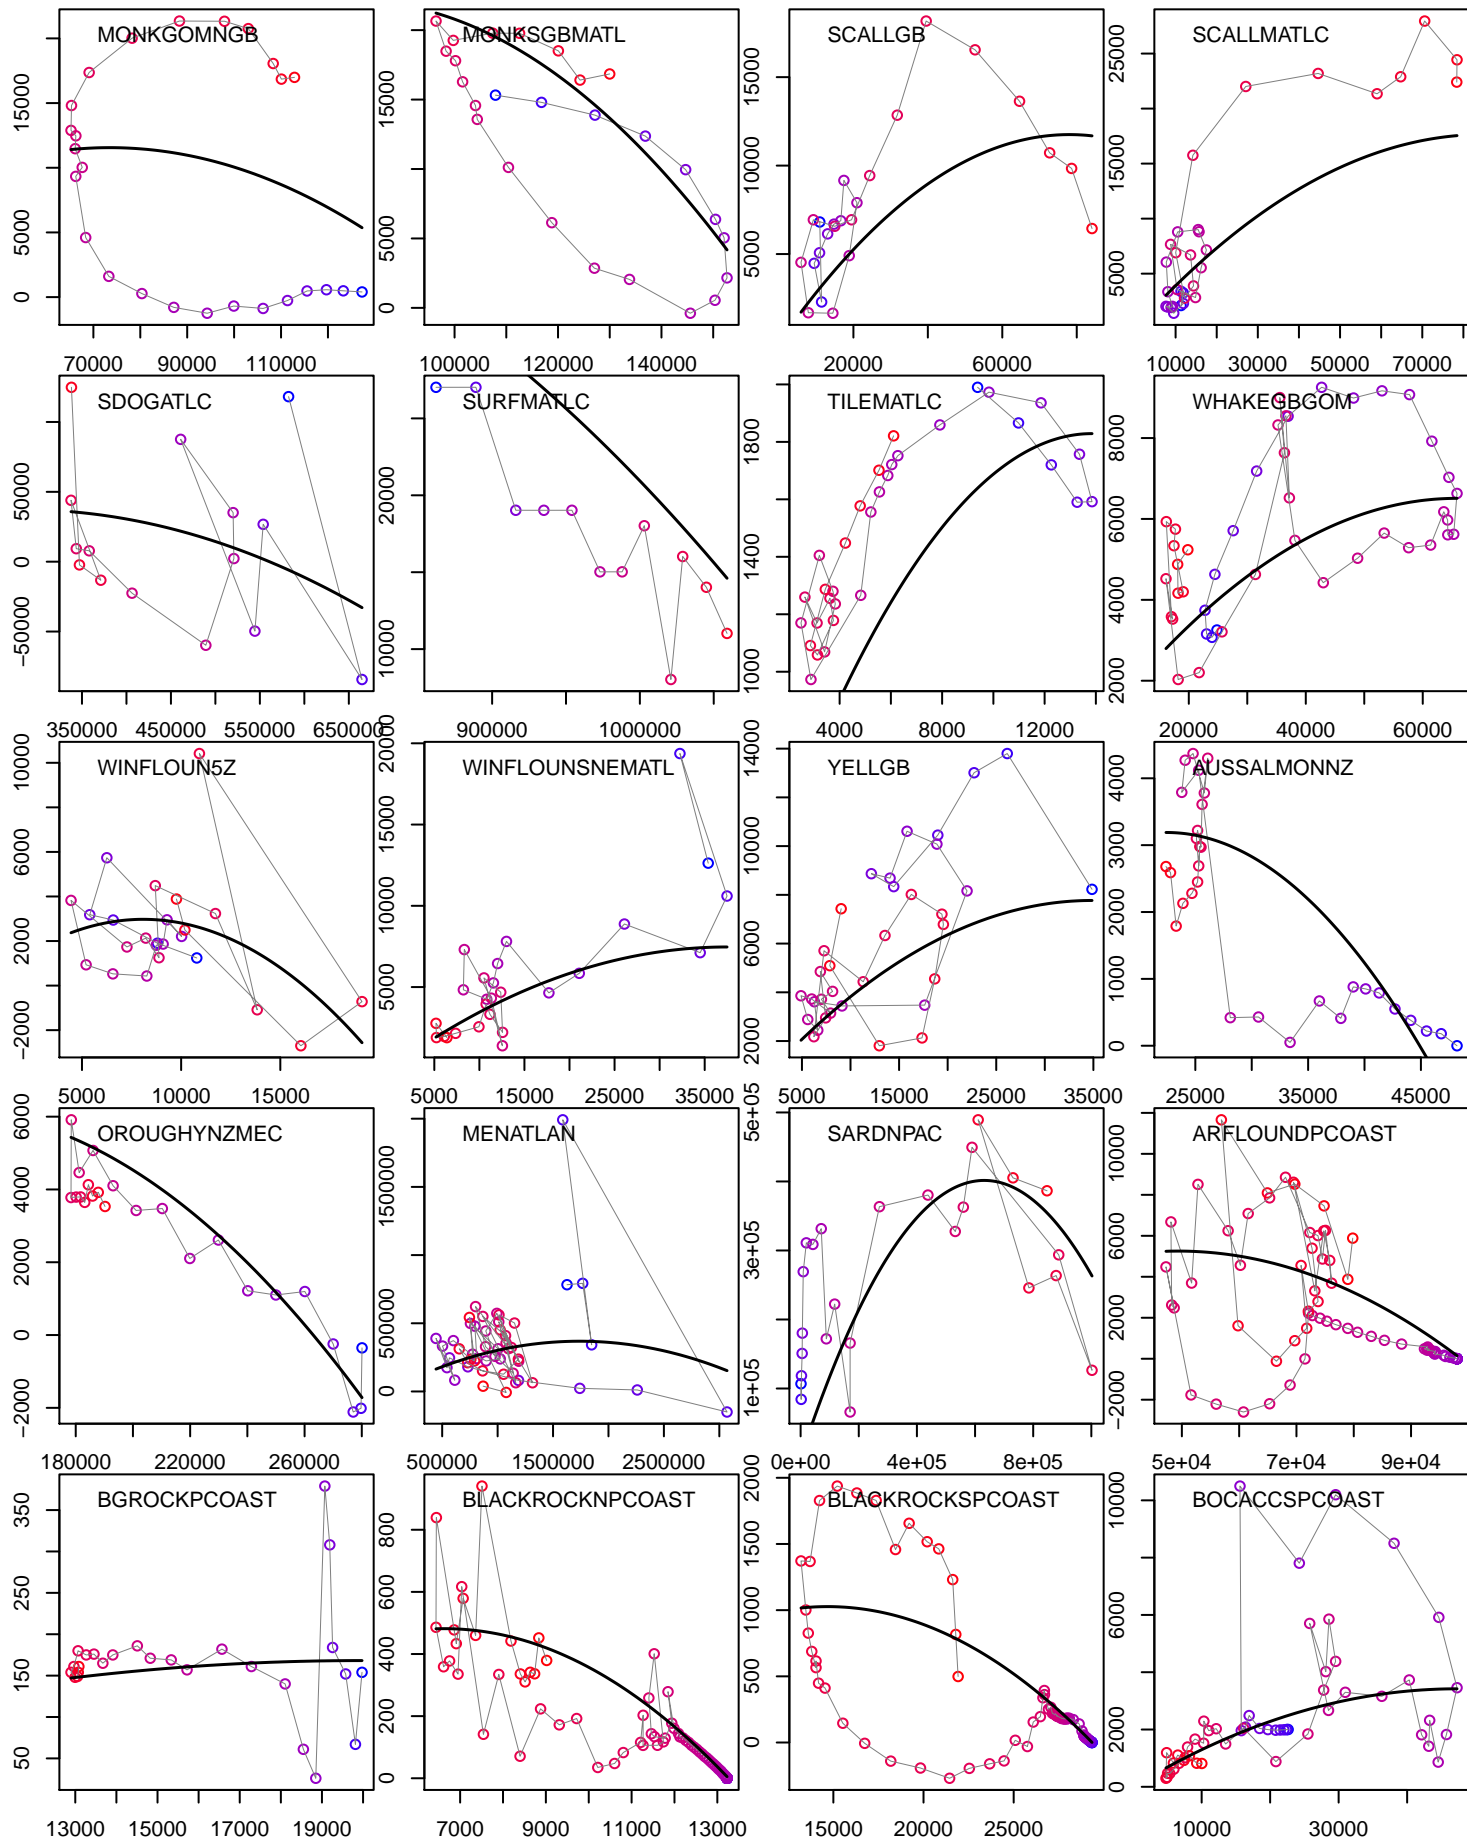 MONKGOMNGB MONKSGBMATL SCALLGB SCALLMATLC
0 5000 15000
0 5000 15000
5000 10000 15000
5000 15000 25000
70000 90000 110000 100000 120000 140000 20000 60000 10000 30000 50000 70000
SDOGATLC SURFMATLC TILEMATLC WHAKEGBGOM
−50000 0 50000
10000 20000
1000 1400 1800
2000 4000 6000 8000
350000 450000 550000 650000 900000 1000000 4000 8000 12000 20000 40000 60000
WINFLOUN5Z WINFLOUNSNEMATL YELLGB AUSSALMONNZ
−2000 2000 6000 10000
5000 10000 15000 20000
2000 6000 10000 14000
0 1000 2000 3000 4000
5000 10000 15000 5000 15000 25000 35000 5000 15000 25000 35000 25000 35000 45000
OROUGHYNZMEC MENATLAN SARDNPAC ARFLOUNDPCOAST
−2000 0 2000 4000 6000
0 500000 1500000
1e+05 3e+05 5e+05
−2000 2000 6000 10000
180000 220000 260000 5000000 15000000 25000000 0e+00 4e+05 8e+05 5e+04 7e+04 9e+04
BGROCKPCOAST BLACKROCKNPCOAST BLACKROCKSPCOAST BOCACCSPCOAST
50 150 250 350
0 200 400 600 800
0 500 1000 1500 2000
0 2000 6000 10000
13000 15000 17000 19000 7000 9000 11000 13000 15000 20000 25000 10000 30000